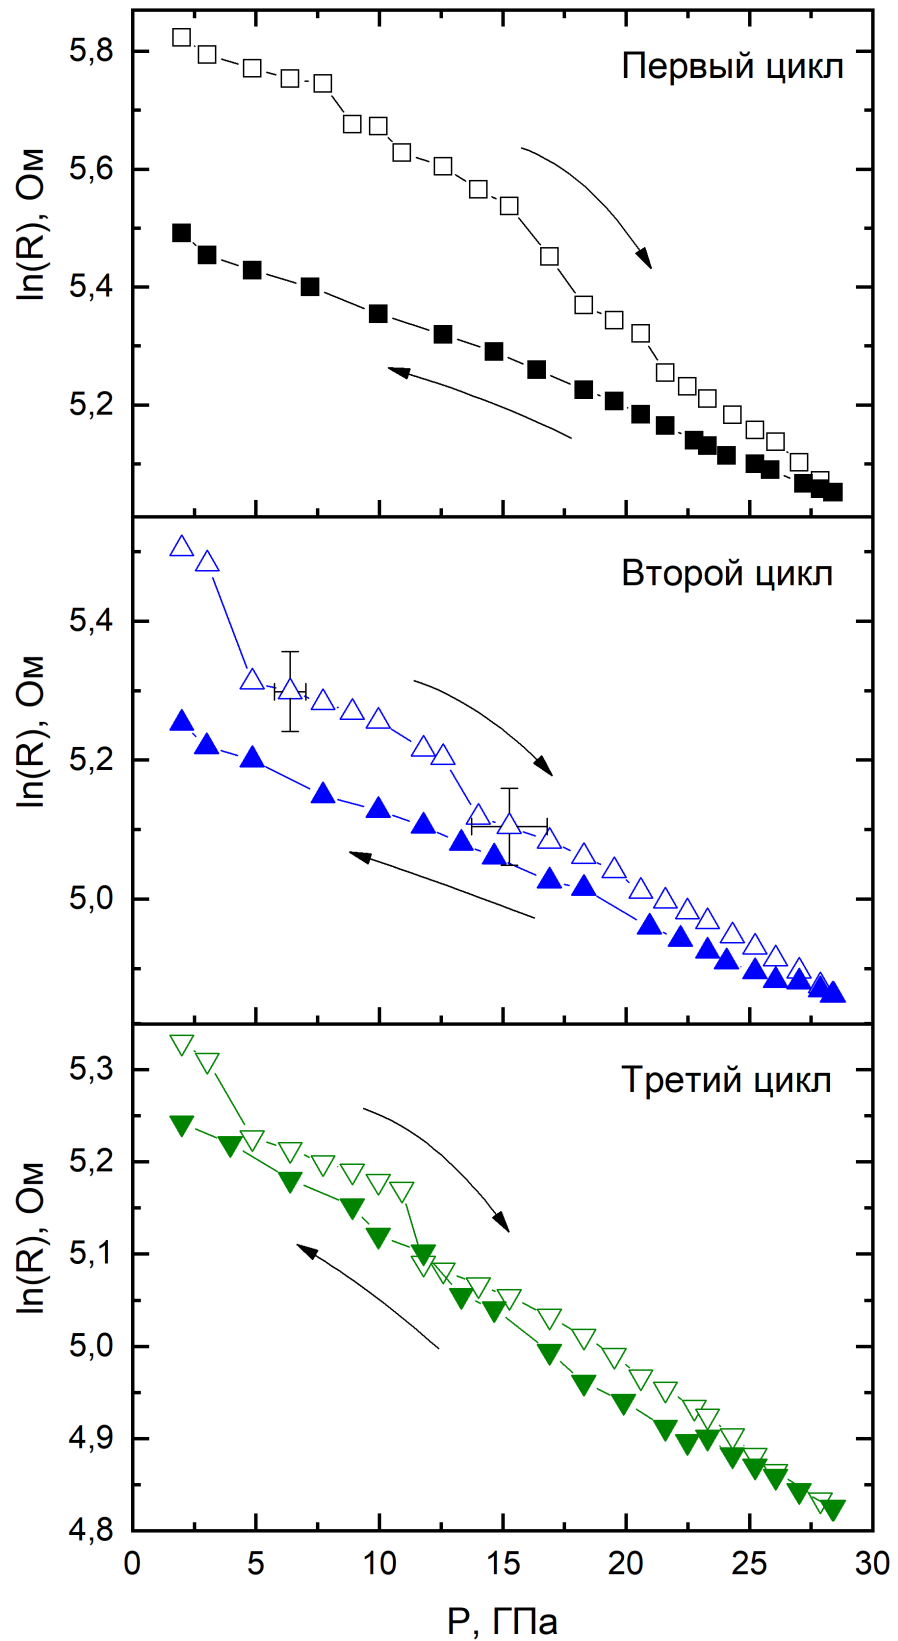 Первый цикл
ln(R), Ом
5,8
5,6
5,4
5,2
Второй цикл
ln(R), Ом
5,4
5,2
5,0
Третий цикл
ln(R), Ом
5,3
5,2
5,1
5,0
4,9
4,8
0 5 10 15 20 25 30
P, ГПа